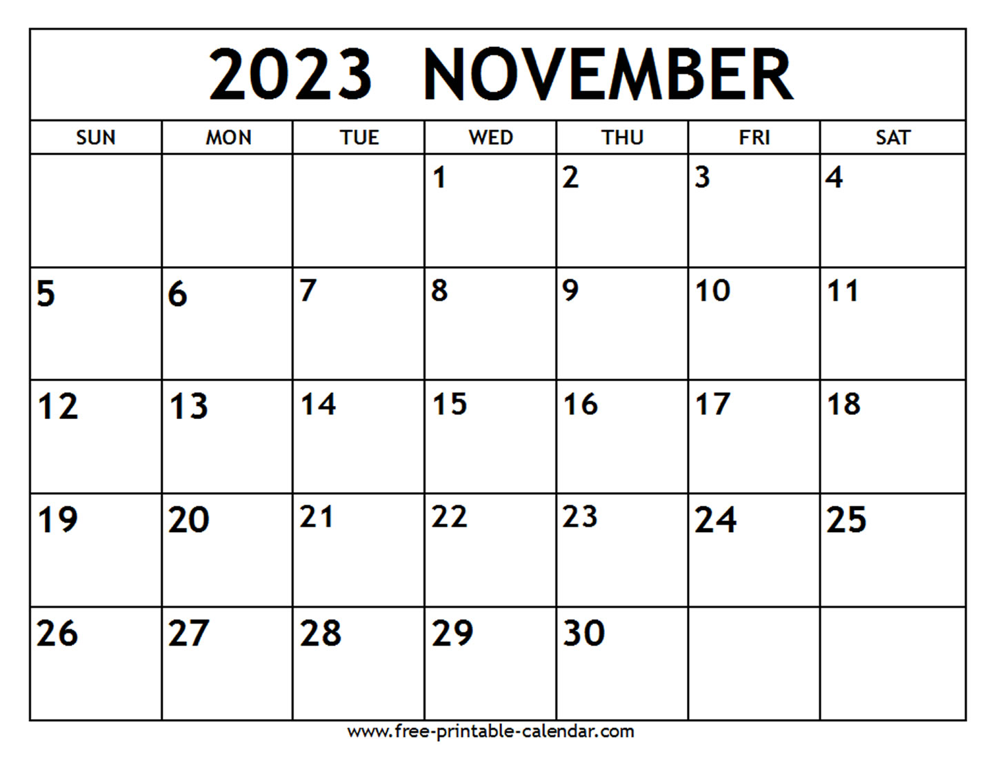 2023 NOVEMBER
SUN MON TUE WED THU FRI SAT
1 2 3 4
5 6 7 8 9 10 11
12 13 14 15 16 17 18
19 20 21 22 23 24 25
26 27 28 29 30
www.free-printable-calendar.com